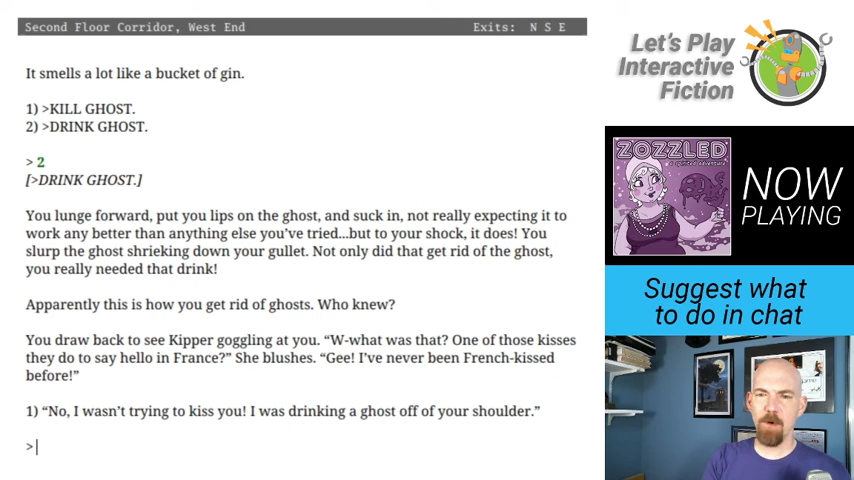 Second Floor Corridor, West End Exits: N S E
It smells a lot like a bucket of gin.
1) >KILL GHOST.
2) >DRINK GHOST.
> 2
[>DRINK GHOST.]
You lunge forward, put you lips on the ghost, and suck in, not really expecting it to
work any better than anything else you've tried...but to your shock, it does! You
slurp the ghost shrieking down your gullet. Not only did that get rid of the ghost,
you really needed that drink!
Apparently this is how you get rid of ghosts. Who knew?
You draw back to see Kipper goggling at you. “W-what was that? One of those kisses
they do to say hello in France?” She blushes. “Gee! I've never been French-kissed
before!”
1) “No, I wasn't trying to kiss you! I was drinking a ghost off of your shoulder.”
>
Let's Play
Interactive
Fiction
ZOZZLED
a spirited adventure
NOW
PLAYING
Suggest what
to do in chat